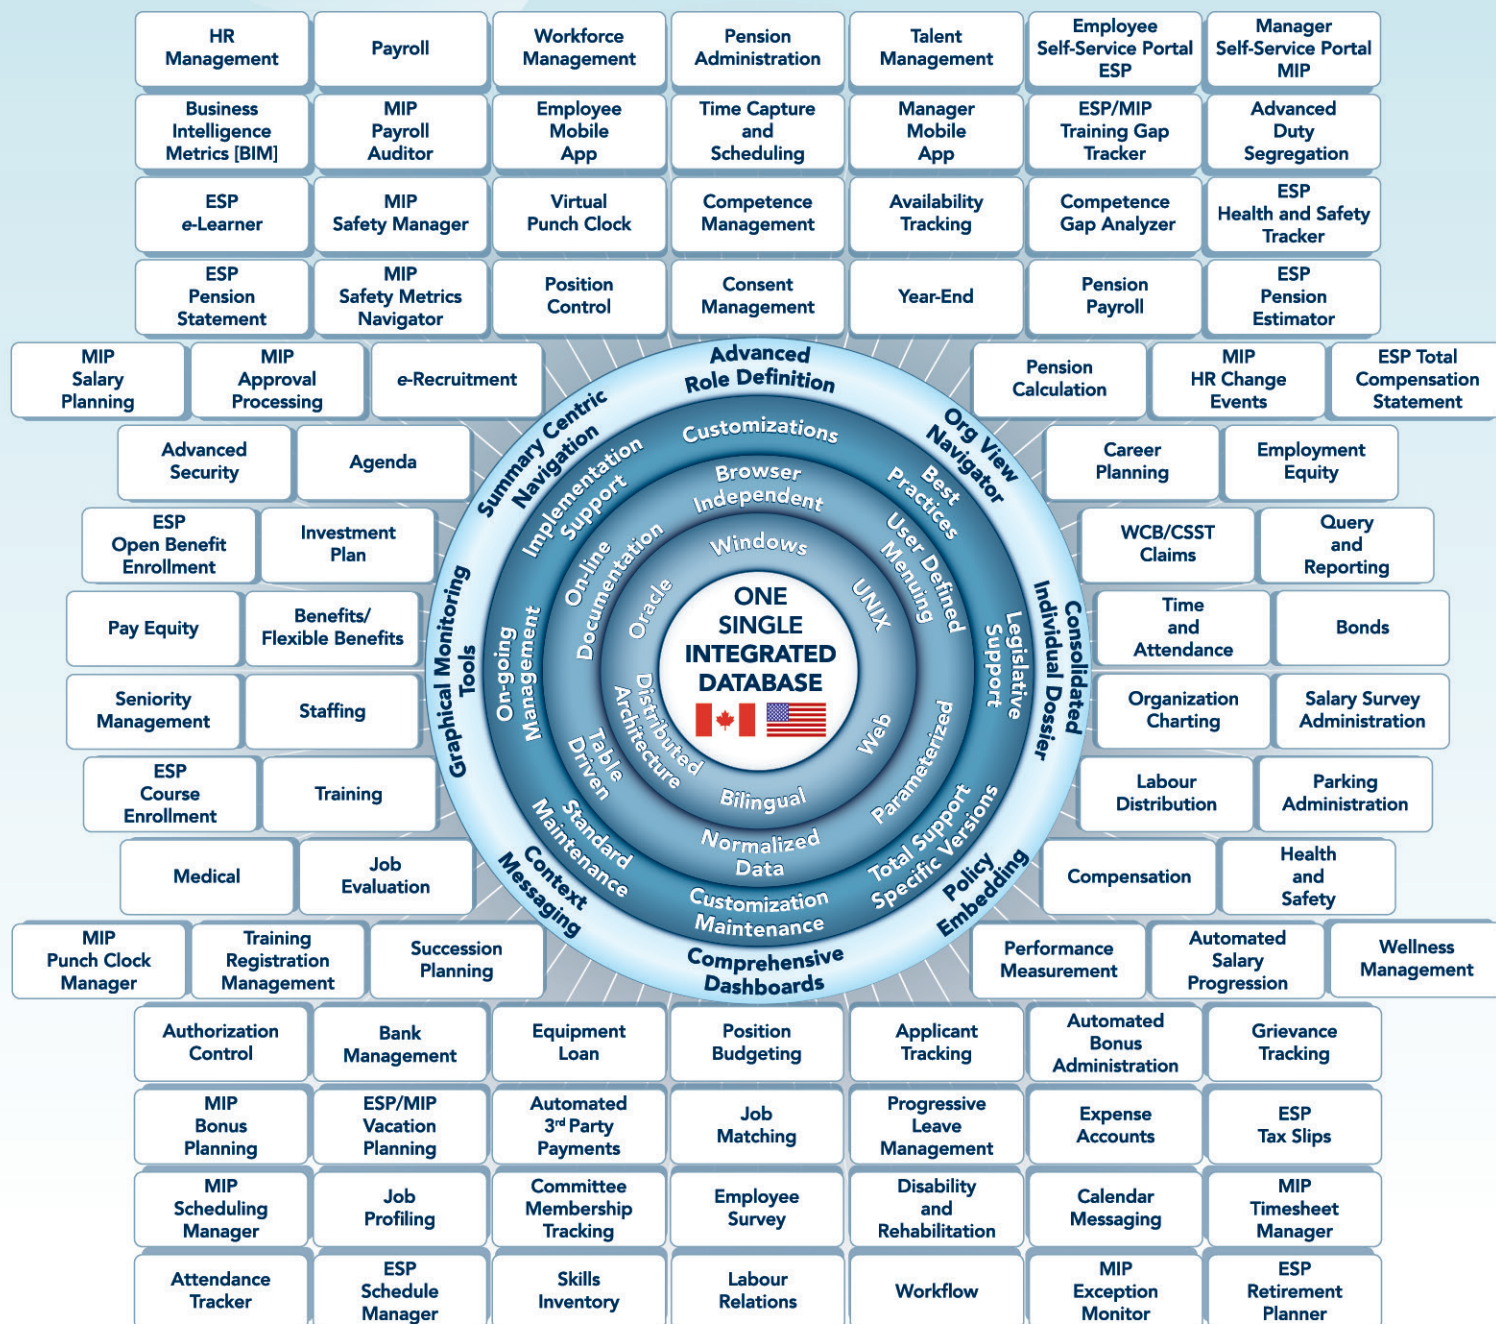 HR
Management
Payroll
Workforce
Management
Pension
Administration
Talent
Management
Employee
Self-Service Portal
ESP
Manager
Self-Service Portal
MIP
Business
Intelligence
Metrics [BIM]
MIP
Payroll
Auditor
Employee
Mobile
App
Time Capture
and
Scheduling
Manager
Mobile
App
ESP/MIP
Training Gap
Tracker
Advanced
Duty
Segregation
ESP
e-Learner
MIP
Safety Manager
Virtual
Punch Clock
Competence
Management
Availability
Tracking
Competence
Gap Analyzer
ESP
Health and Safety
Tracker
ESP
Pension
Statement
MIP
Safety Metrics
Navigator
Position
Control
Consent
Management
Year-End
Pension
Payroll
ESP
Pension
Estimator
MIP
Salary
Planning
MIP
Approval
Processing
e-Recruitment
Pension
Calculation
MIP
HR Change
Events
ESP Total
Compensation
Statement
Advanced
Security
Agenda
Career
Planning
Employment
Equity
ESP
Open Benefit
Enrollment
Investment
Plan
WCB/CSST
Claims
Query
and
Reporting
Pay Equity
Benefits/
Flexible Benefits
Time
and
Attendance
Bonds
Seniority
Management
Staffing
Organization
Charting
Salary Survey
Administration
ESP
Course
Enrollment
Training
Labour
Distribution
Parking
Administration
Medical
Job
Evaluation
Compensation
Health
and
Safety
MIP
Punch Clock
Manager
Training
Registration
Management
Succession
Planning
Performance
Measurement
Automated
Salary
Progression
Wellness
Management
Advanced
Role Definition
Org View
Navigator
Consolidated
Individual Dossier
Policy
Embedding
Comprehensive
Dashboards
Context
Messaging
Graphical Monitoring
Tools
Summary Centric
Navigation
Customizations
Best
Practices
Legislative
Support
Total Support
Specific Versions
Customization
Maintenance
Standard
Maintenance
On-going
Management
Implementation
Support
Browser
Independent
User Defined
Menuing
Parameterized
Normalized
Data
Table
Driven
On-line
Documentation
Windows
UNIX
Web
Bilingual
Distributed
Architecture
Oracle
ONE
SINGLE
INTEGRATED
DATABASE
Authorization
Control
Bank
Management
Equipment
Loan
Position
Budgeting
Applicant
Tracking
Automated
Bonus
Administration
Grievance
Tracking
MIP
Bonus
Planning
ESP/MIP
Vacation
Planning
Automated
3rd Party
Payments
Job
Matching
Progressive
Leave
Management
Expense
Accounts
ESP
Tax Slips
MIP
Scheduling
Manager
Job
Profiling
Committee
Membership
Tracking
Employee
Survey
Disability
and
Rehabilitation
Calendar
Messaging
MIP
Timesheet
Manager
Attendance
Tracker
ESP
Schedule
Manager
Skills
Inventory
Labour
Relations
Workflow
MIP
Exception
Monitor
ESP
Retirement
Planner